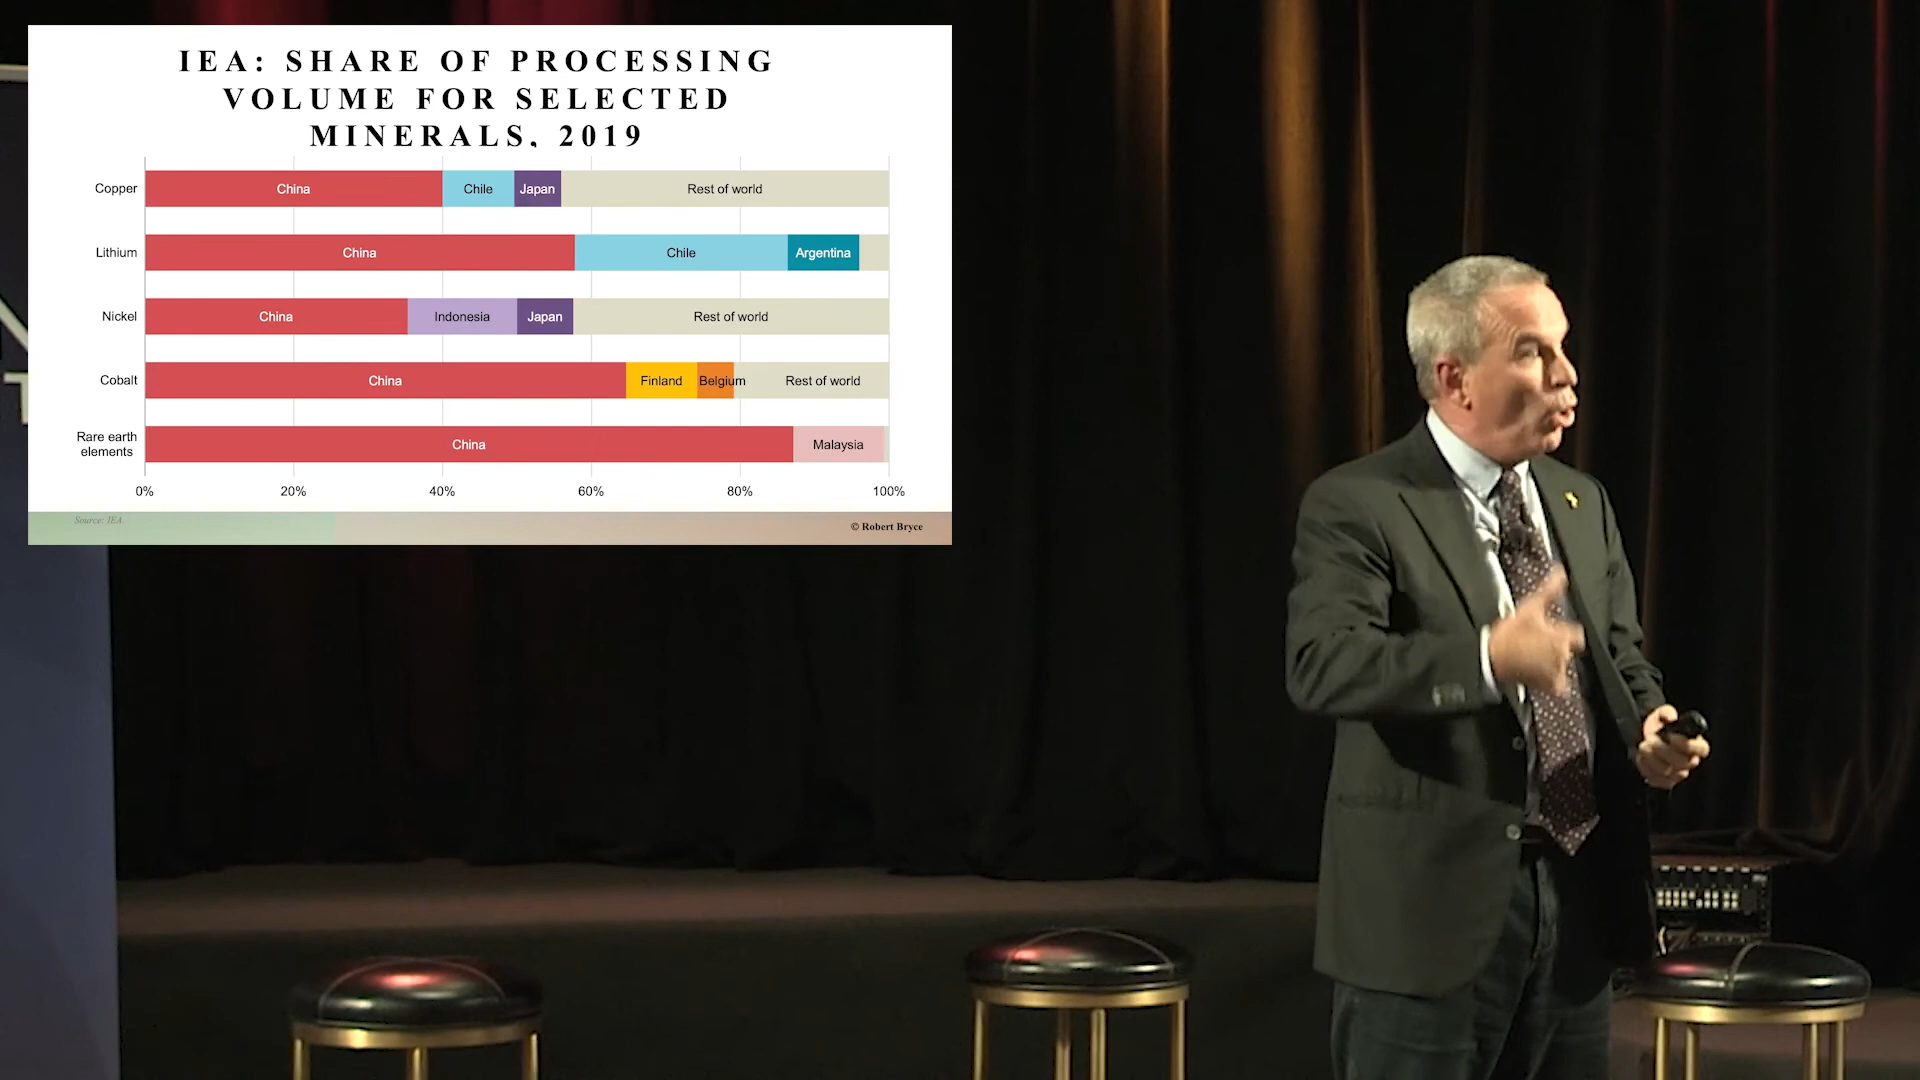 IEA: SHARE OF PROCESSING
VOLUME FOR SELECTED
MINERALS, 2019
Copper China Chile Japan Rest of world
Lithium China Chile Argentina
Nickel China Indonesia Japan Rest of world
Cobalt China Finland Belgium Rest of world
Rare earth
elements China Malaysia
0% 20% 40% 60% 80% 100%
Source: IEA.
© Robert Bryce